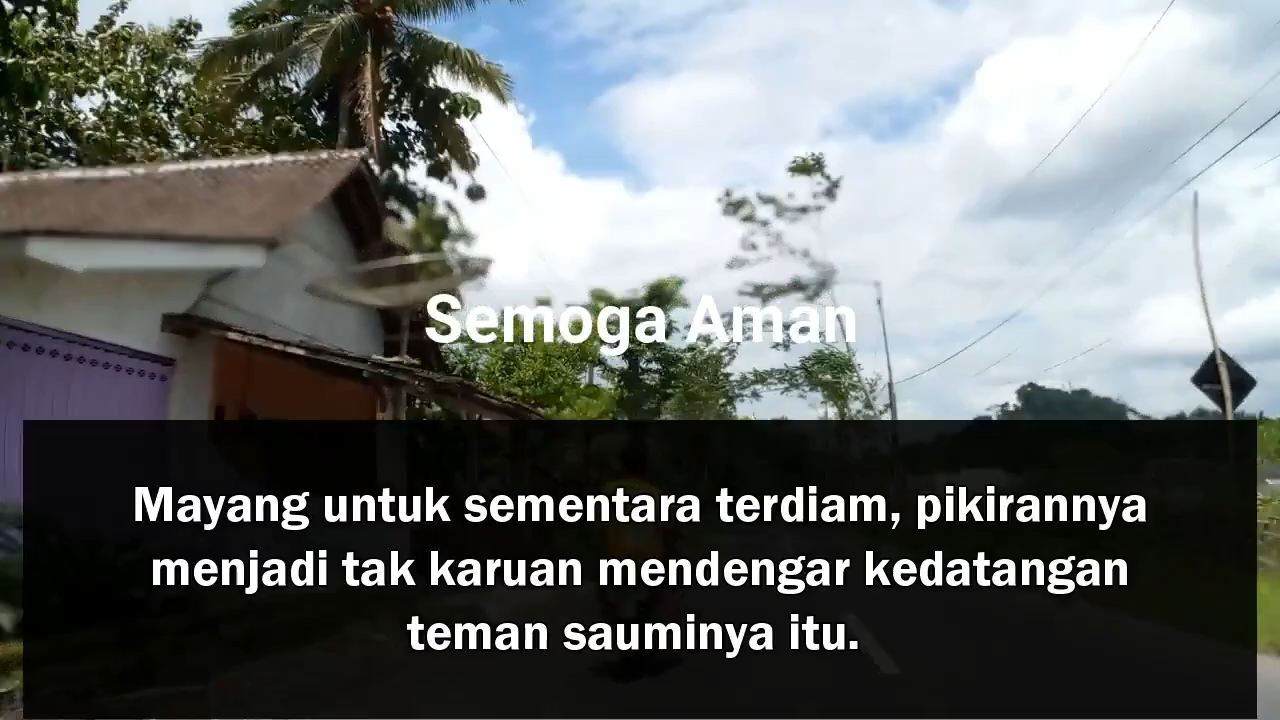 Semoga Aman
Mayang untuk sementara terdiam, pikirannya
menjadi tak karuan mendengar kedatangan
teman sauminya itu.